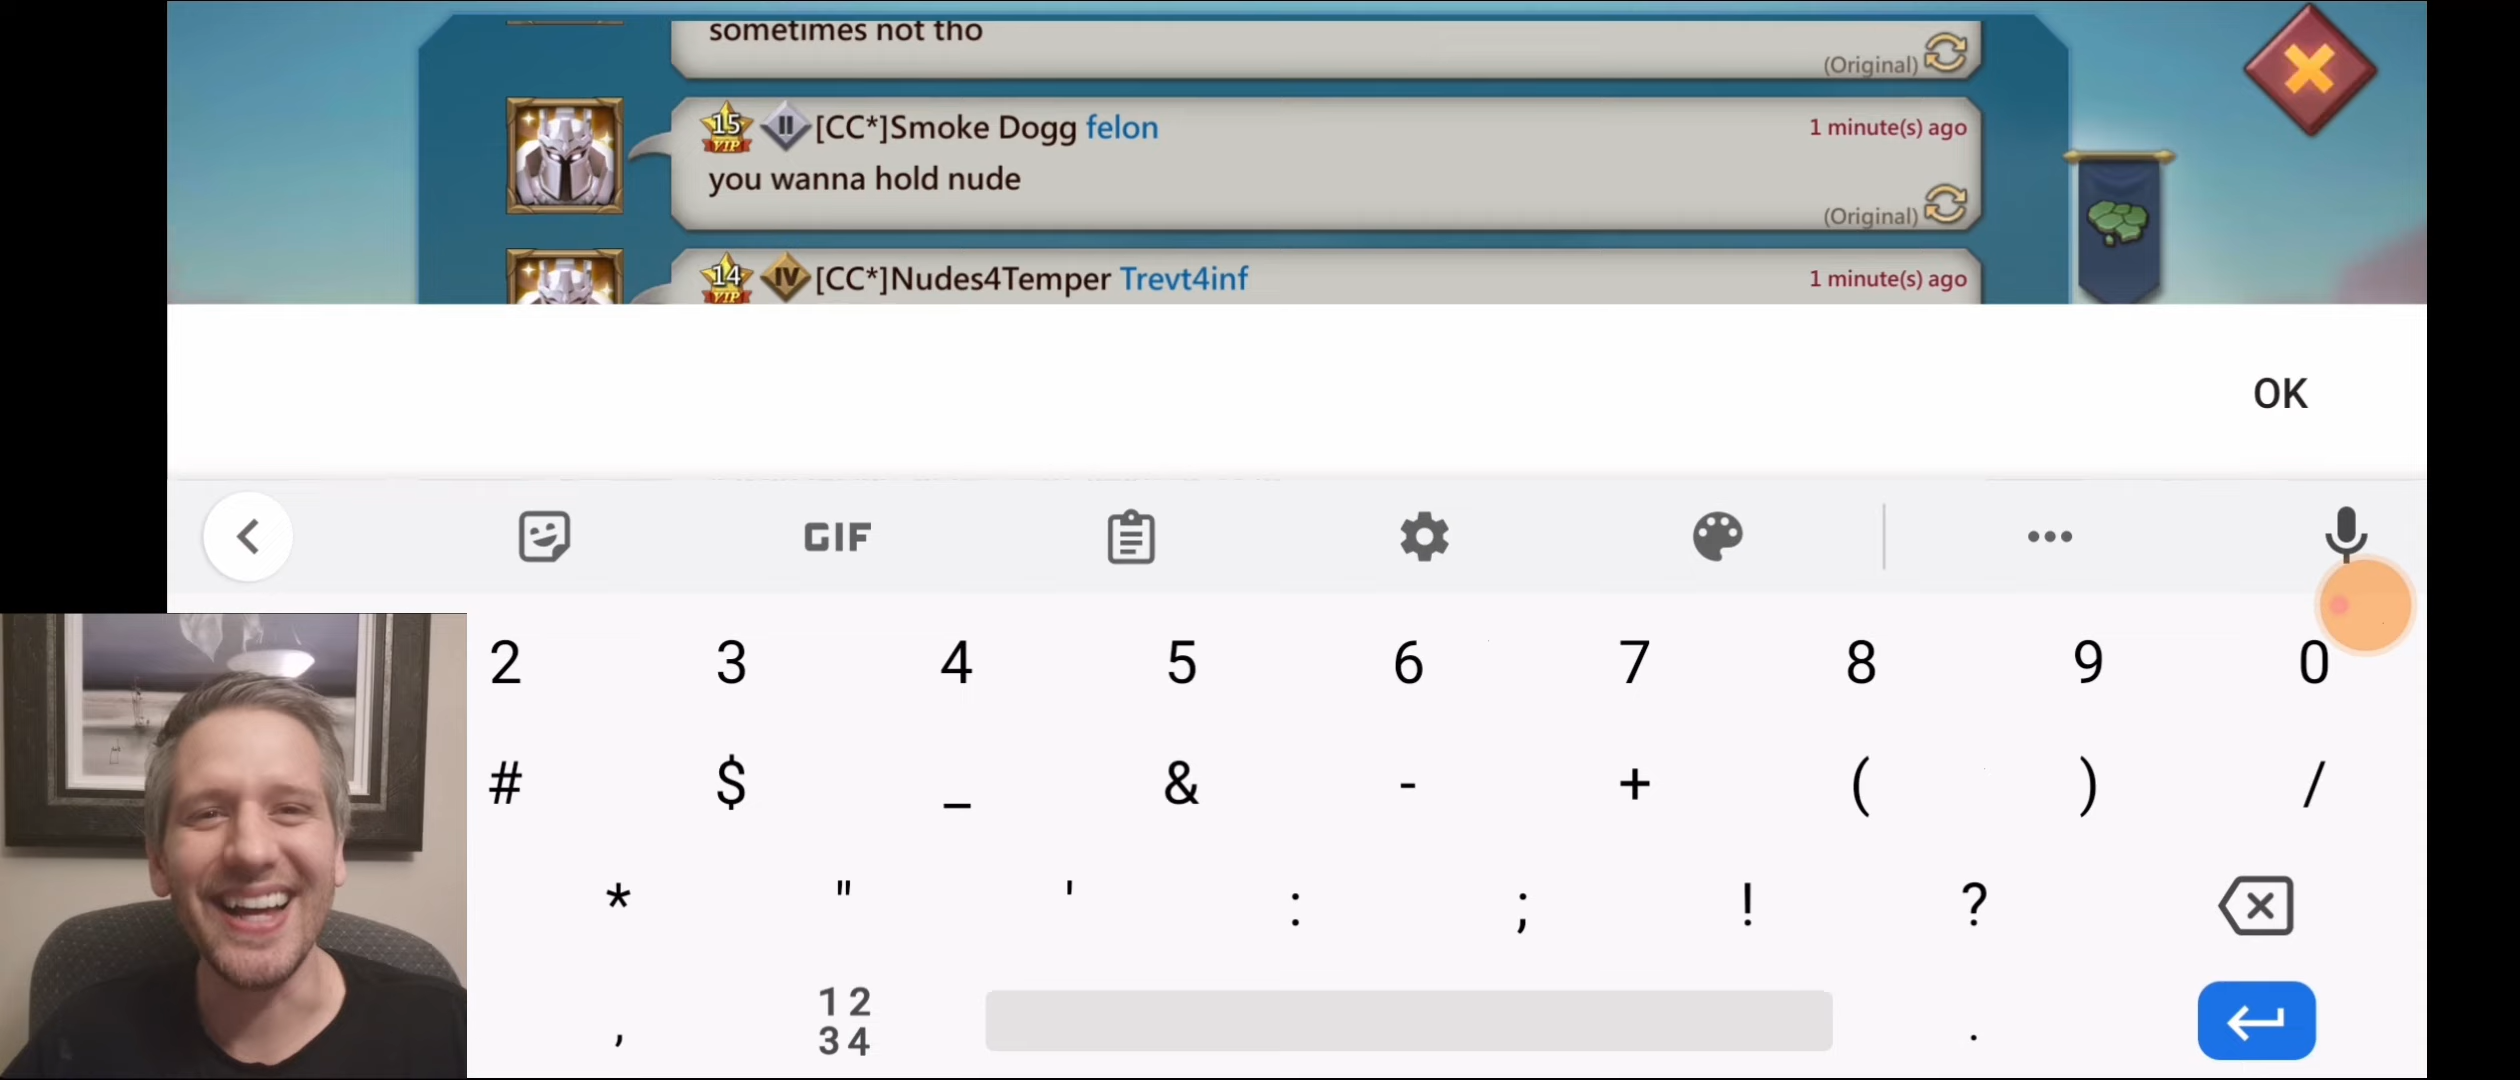 sometimes not tho
(Original)
15 VIP II [CC*]Smoke Dogg felon 1 minute(s) ago
you wanna hold nude
(Original)
14 VIP IV [CC*]Nudes4Temper Trevt4inf 1 minute(s) ago
OK
GIF
2 3 4 5 6 7 8 9 0
# $ _ & - + ( ) /
* " ' : ; ! ?
, 12 .
34